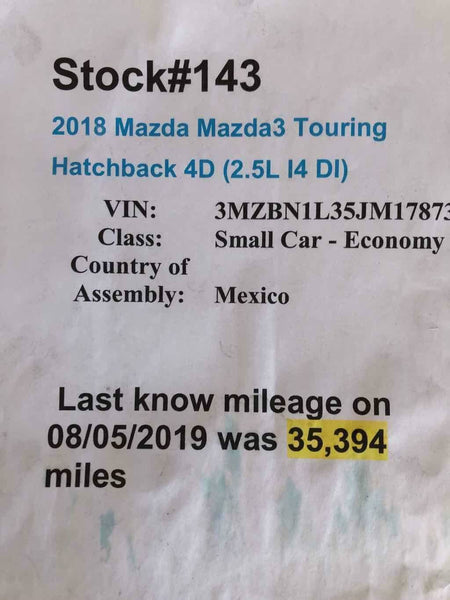 Stock#143
2018 Mazda Mazda3 Touring
Hatchback 4D (2.5L I4 DI)
VIN: 3MZBN1L35JM17873
Class: Small Car - Economy
Country of
Assembly: Mexico
Last know mileage on
08/05/2019 was 35,394
miles